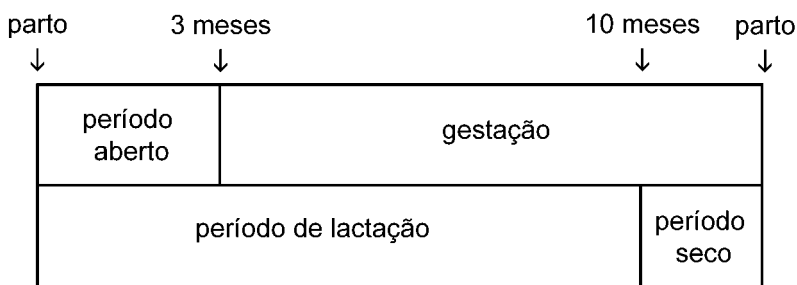 parto 3 meses 10 meses parto
período
aberto
gestação
período de lactação
período
seco